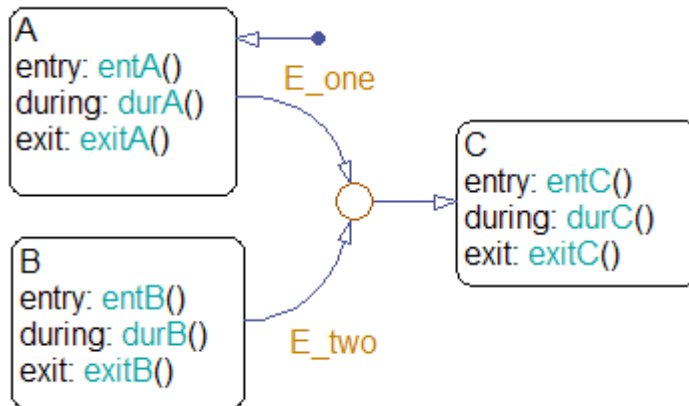 A
entry: entA()
during: durA()
exit: exitA()
E_one
C
entry: entC()
during: durC()
exit: exitC()
B
entry: entB()
during: durB()
exit: exitB()
E_two